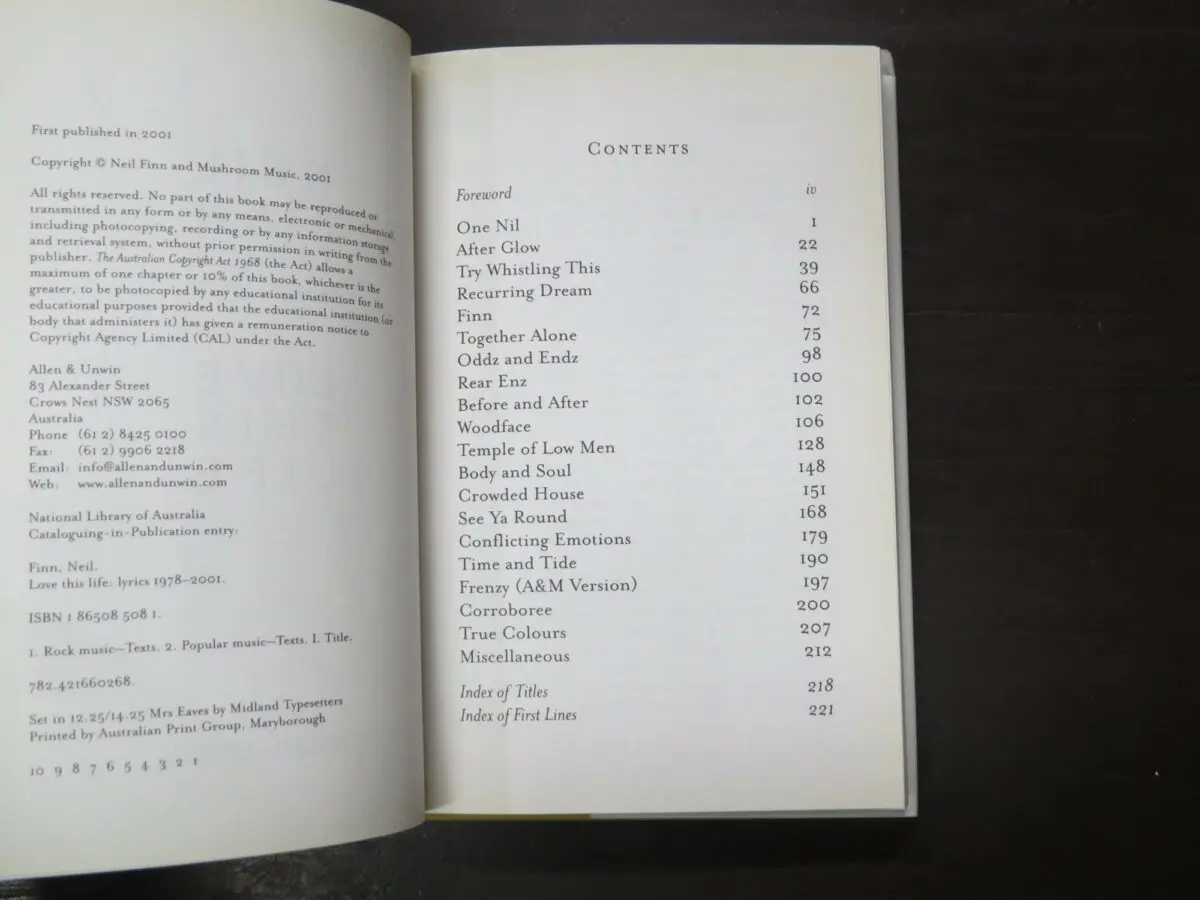 First published in 2001
Copyright © Neil Finn and Mushroom Music, 2001
All rights reserved. No part of this book may be reproduced or
transmitted in any form or by any means, electronic or mechanical,
including photocopying, recording or by any information storage
and retrieval system, without prior permission in writing from the
publisher. The Australian Copyright Act 1968 (the Act) allows a
maximum of one chapter or 10% of this book, whichever is the
greater, to be photocopied by any educational institution for its
educational purposes provided that the educational institution (or
body that administers it) has given a remuneration notice to
Copyright Agency Limited (CAL) under the Act.
Allen & Unwin
83 Alexander Street
Crows Nest NSW 2065
Australia
Phone (61 2) 8425 0100
Fax: (61 2) 9906 2218
Email: info@allenandunwin.com
Web: www.allenandunwin.com
National Library of Australia
Cataloguing-in-Publication entry:
Finn, Neil.
Love this life: lyrics 1978–2001.
ISBN 1 86508 508 1.
1. Rock music—Texts. 2. Popular music—Texts. I. Title.
782.421660268.
Set in 12.25/14.25 Mrs Eaves by Midland Typesetters
Printed by Australian Print Group, Maryborough
10 9 8 7 6 5 4 3 2 1
CONTENTS
Foreword iv
One Nil 1
After Glow 22
Try Whistling This 39
Recurring Dream 66
Finn 72
Together Alone 75
Oddz and Endz 98
Rear Enz 100
Before and After 102
Woodface 106
Temple of Low Men 128
Body and Soul 148
Crowded House 151
See Ya Round 168
Conflicting Emotions 179
Time and Tide 190
Frenzy (A&M Version) 197
Corroboree 200
True Colours 207
Miscellaneous 212
Index of Titles 218
Index of First Lines 221